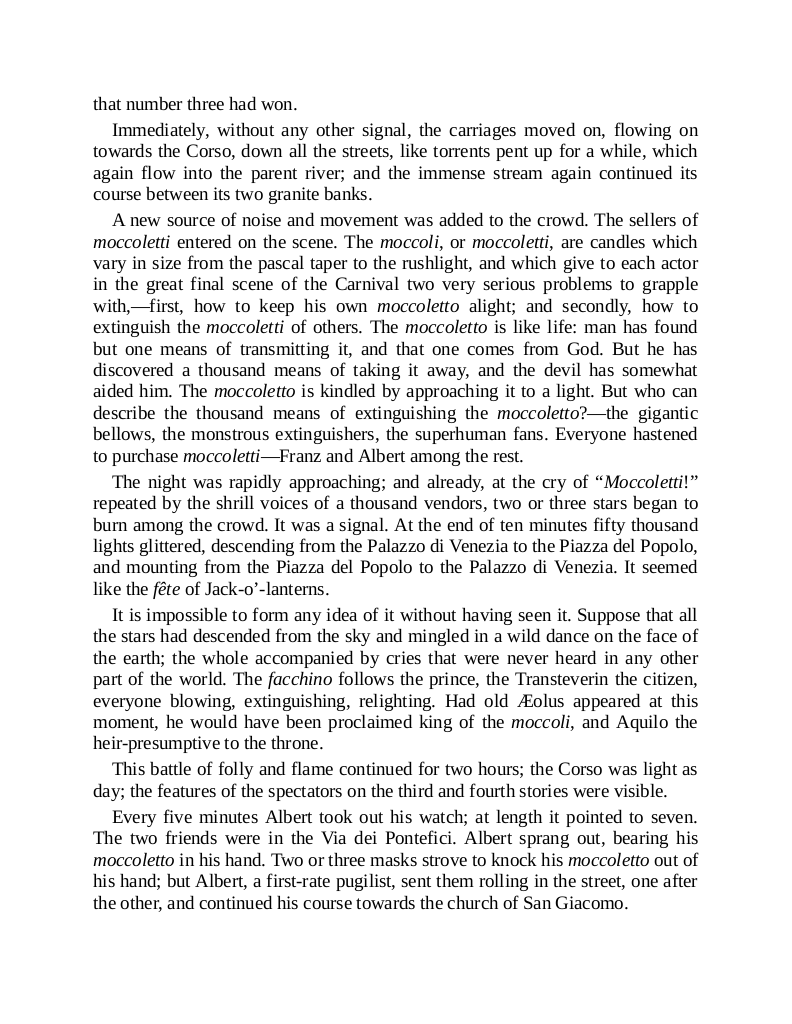 that number three had won.
Immediately, without any other signal, the carriages moved on, flowing on
towards the Corso, down all the streets, like torrents pent up for a while, which
again flow into the parent river; and the immense stream again continued its
course between its two granite banks.
A new source of noise and movement was added to the crowd. The sellers of
moccoletti entered on the scene. The moccoli, or moccoletti, are candles which
vary in size from the pascal taper to the rushlight, and which give to each actor
in the great final scene of the Carnival two very serious problems to grapple
with,—first, how to keep his own moccoletto alight; and secondly, how to
extinguish the moccoletti of others. The moccoletto is like life: man has found
but one means of transmitting it, and that one comes from God. But he has
discovered a thousand means of taking it away, and the devil has somewhat
aided him. The moccoletto is kindled by approaching it to a light. But who can
describe the thousand means of extinguishing the moccoletto?—the gigantic
bellows, the monstrous extinguishers, the superhuman fans. Everyone hastened
to purchase moccoletti—Franz and Albert among the rest.
The night was rapidly approaching; and already, at the cry of “Moccoletti!”
repeated by the shrill voices of a thousand vendors, two or three stars began to
burn among the crowd. It was a signal. At the end of ten minutes fifty thousand
lights glittered, descending from the Palazzo di Venezia to the Piazza del Popolo,
and mounting from the Piazza del Popolo to the Palazzo di Venezia. It seemed
like the fête of Jack-o’-lanterns.
It is impossible to form any idea of it without having seen it. Suppose that all
the stars had descended from the sky and mingled in a wild dance on the face of
the earth; the whole accompanied by cries that were never heard in any other
part of the world. The facchino follows the prince, the Transteverin the citizen,
everyone blowing, extinguishing, relighting. Had old Æolus appeared at this
moment, he would have been proclaimed king of the moccoli, and Aquilo the
heir-presumptive to the throne.
This battle of folly and flame continued for two hours; the Corso was light as
day; the features of the spectators on the third and fourth stories were visible.
Every five minutes Albert took out his watch; at length it pointed to seven.
The two friends were in the Via dei Pontefici. Albert sprang out, bearing his
moccoletto in his hand. Two or three masks strove to knock his moccoletto out of
his hand; but Albert, a first-rate pugilist, sent them rolling in the street, one after
the other, and continued his course towards the church of San Giacomo.